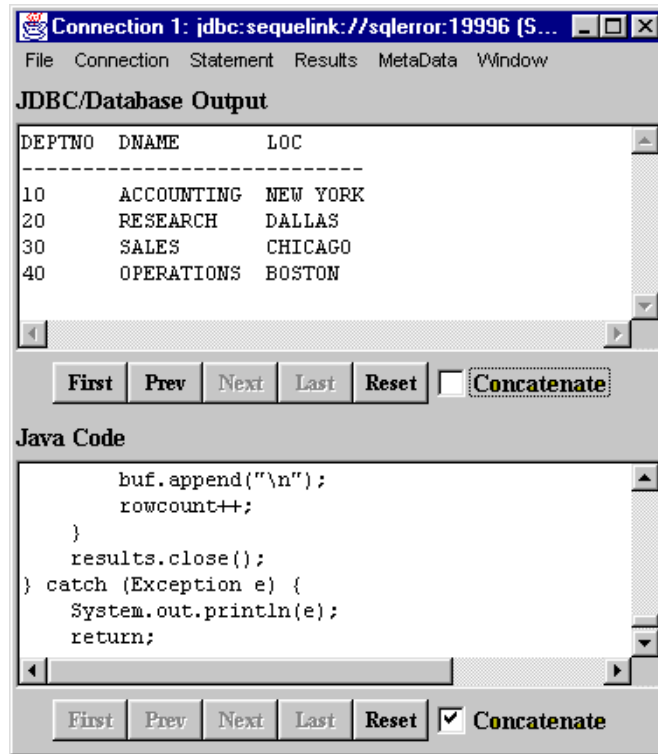 Connection 1: jdbc:sequelink://sqlerror:19996 (S...
File Connection Statement Results MetaData Window
JDBC/Database Output
DEPTNO DNAME LOC
----------------------------
10 ACCOUNTING NEW YORK
20 RESEARCH DALLAS
30 SALES CHICAGO
40 OPERATIONS BOSTON
First Prev Next Last Reset Concatenate
Java Code
buf.append("\n");
rowcount++;
}
results.close();
} catch (Exception e) {
System.out.println(e);
return;
First Prev Next Last Reset Concatenate